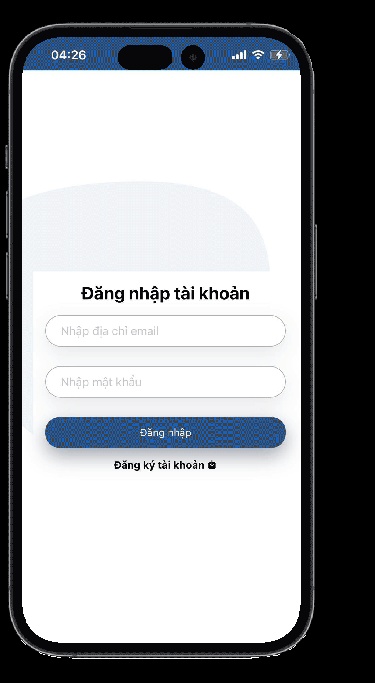 04:26
Đăng nhập tài khoản
Nhập địa chỉ email
Nhập mật khẩu
Đăng nhập
Đăng ký tài khoản